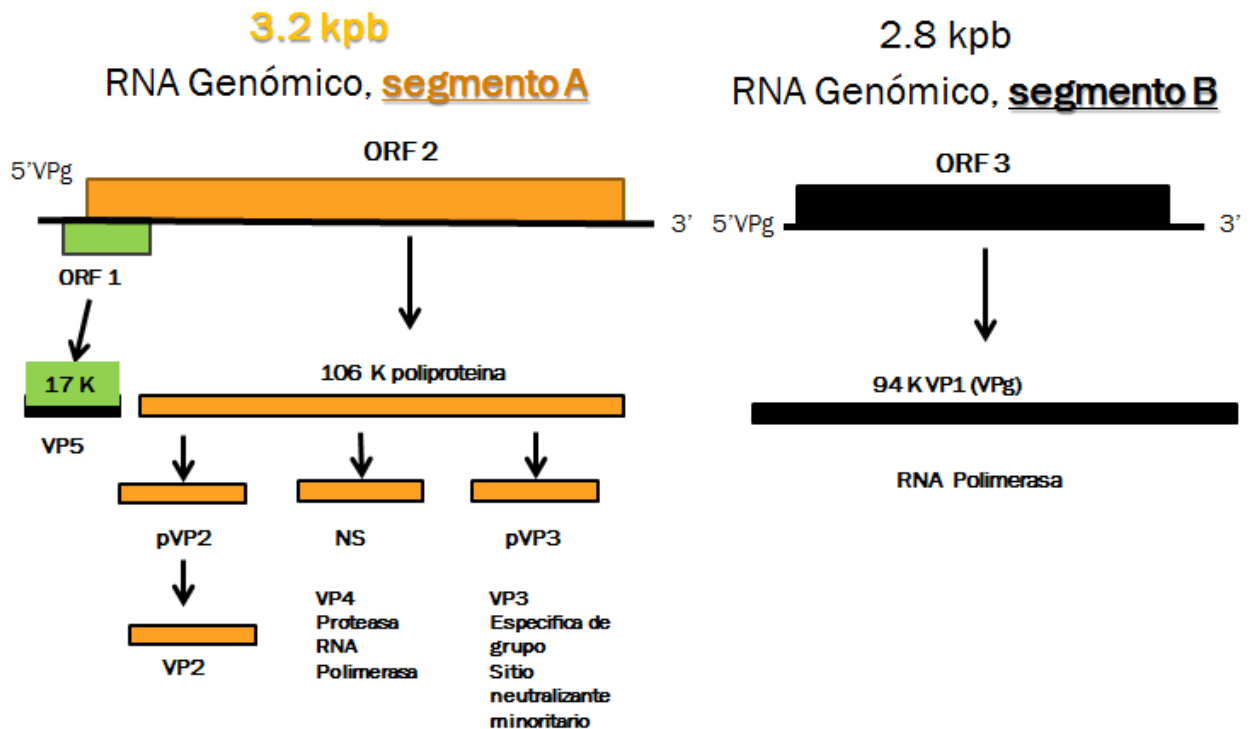 3.2 kpb
RNA Genómico, segmento A
ORF 2
5'VPg
3'
ORF 1
17 K
VP5
106 K poliproteina
pVP2
NS
pVP3
VP2
VP4
Proteasa
RNA
Polimerasa
VP3
Especifica de
grupo
Sitio
neutralizante
minoritario
2.8 kpb
RNA Genómico, segmento B
ORF 3
5'VPg
3'
94 K VP1 (VPg)
RNA Polimerasa